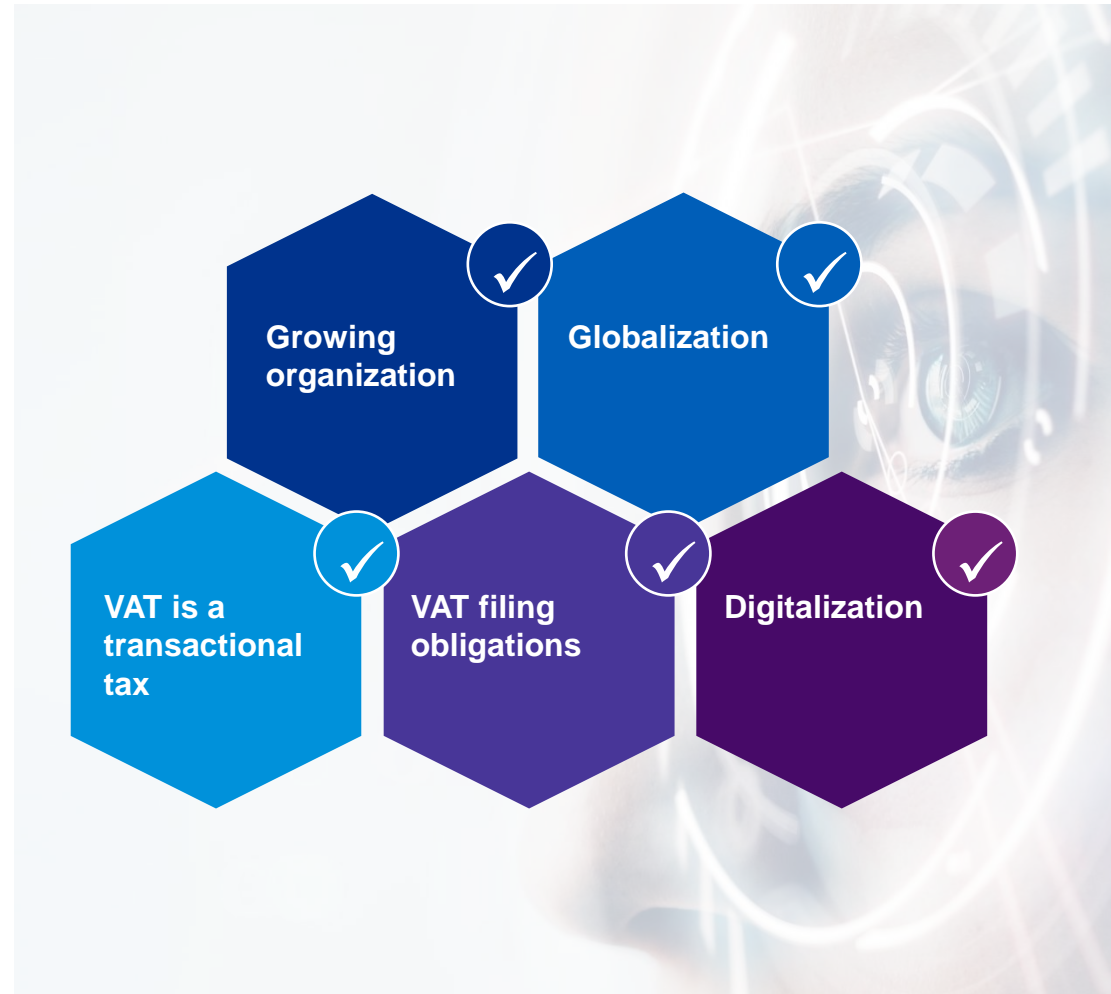 Growing
organization
Globalization
VAT is a
transactional
tax
VAT filing
obligations
Digitalization